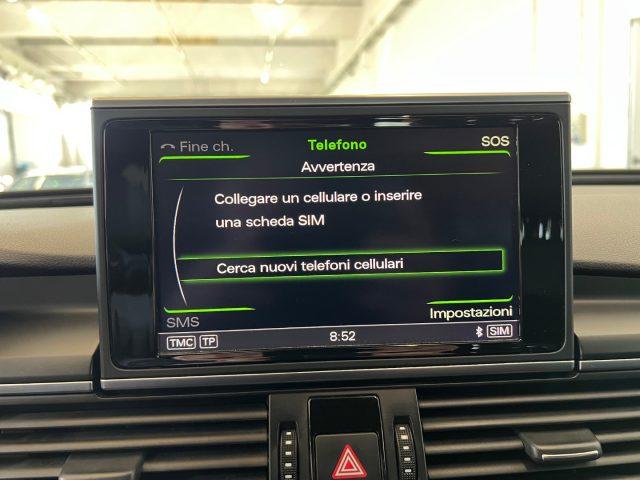 Fine ch.
Telefono
SOS
Avvertenza
Collegare un cellulare o inserire
una scheda SIM
Cerca nuovi telefoni cellulari
SMS
Impostazioni
TMC TP
8:52
SIM